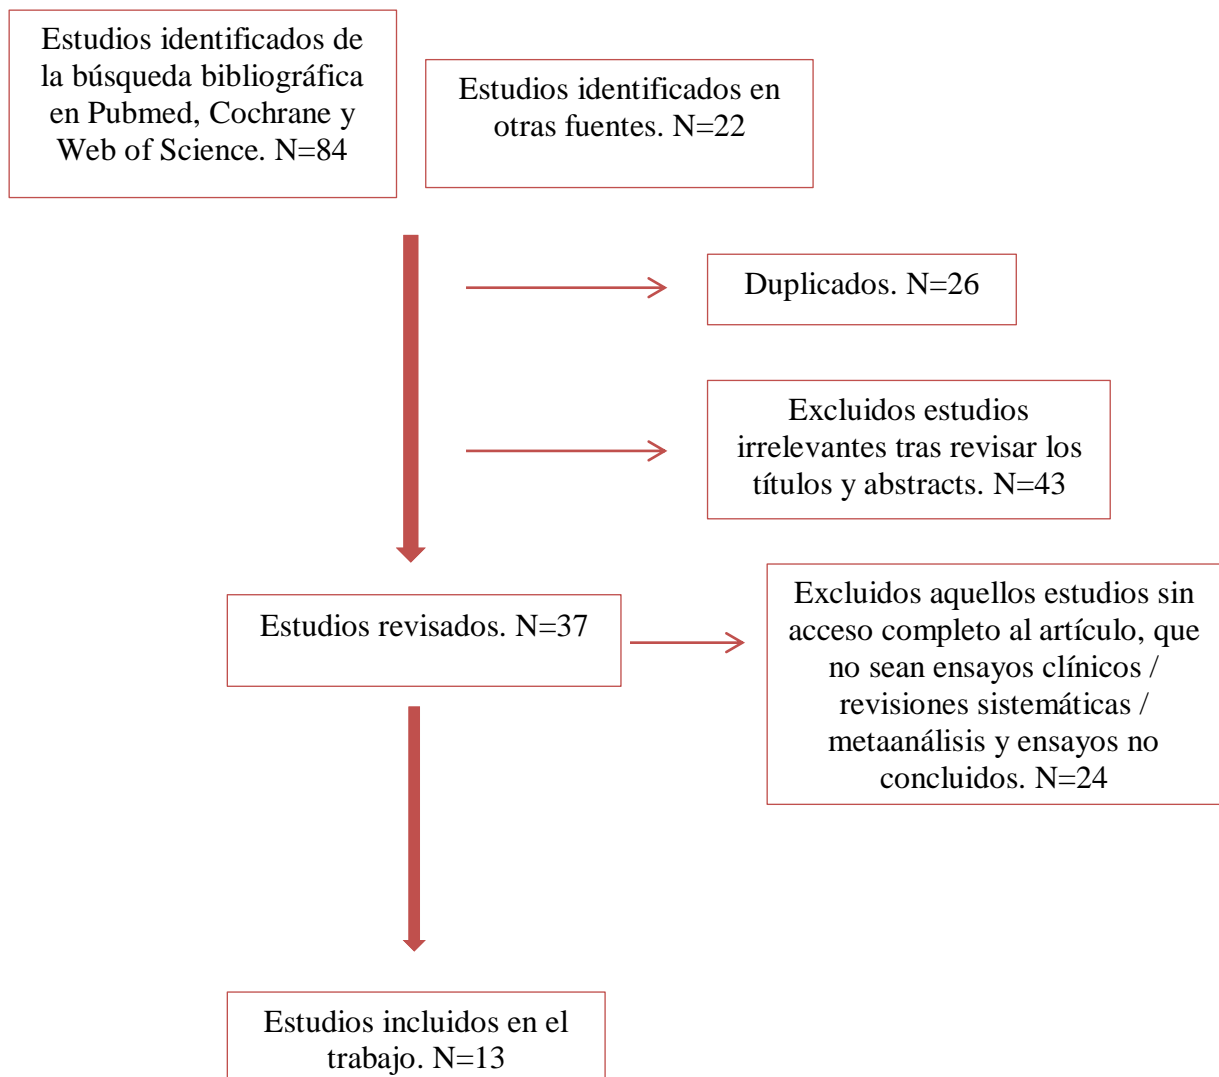 Estudios identificados de
la búsqueda bibliográfica
en Pubmed, Cochrane y
Web of Science. N=84
Estudios identificados en
otras fuentes. N=22
Duplicados. N=26
Excluidos estudios
irrelevantes tras revisar los
títulos y abstracts. N=43
Estudios revisados. N=37
Excluidos aquellos estudios sin
acceso completo al artículo, que
no sean ensayos clínicos /
revisiones sistemáticas /
metaanálisis y ensayos no
concluidos. N=24
Estudios incluidos en el
trabajo. N=13